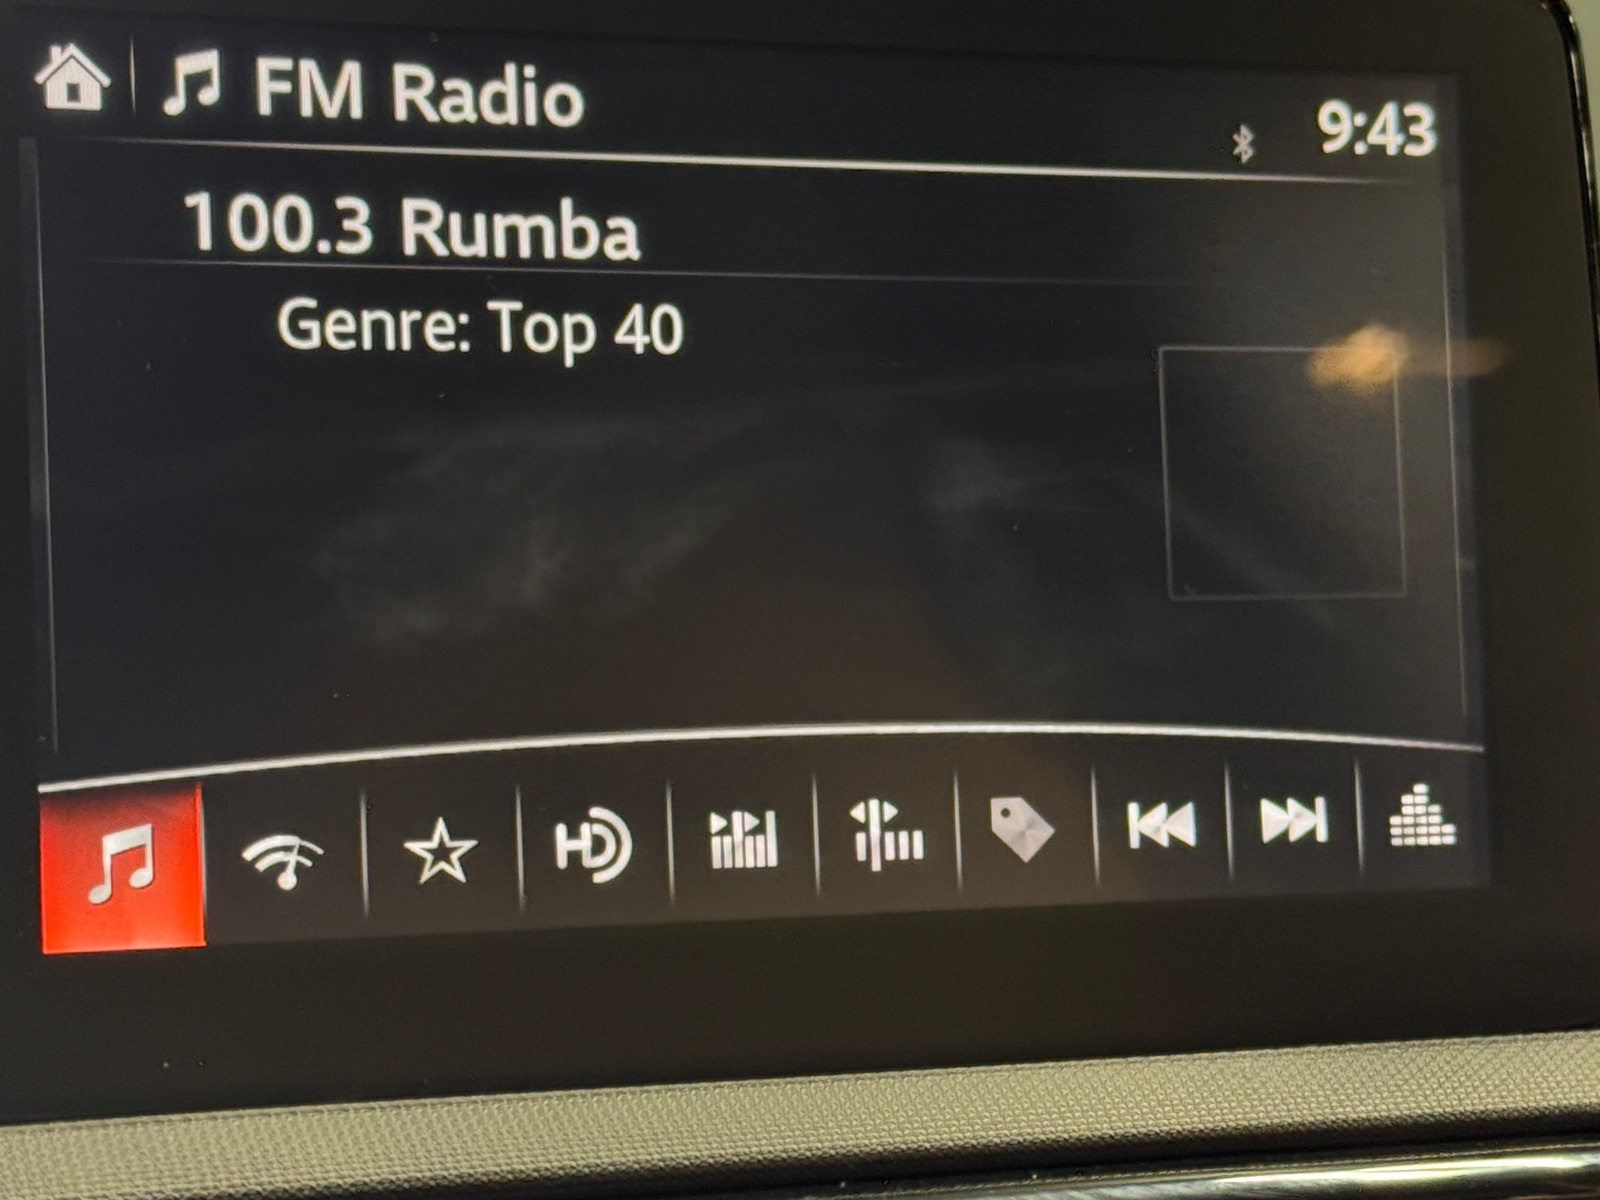 FM Radio
9:43
100.3 Rumba
Genre: Top 40
HD